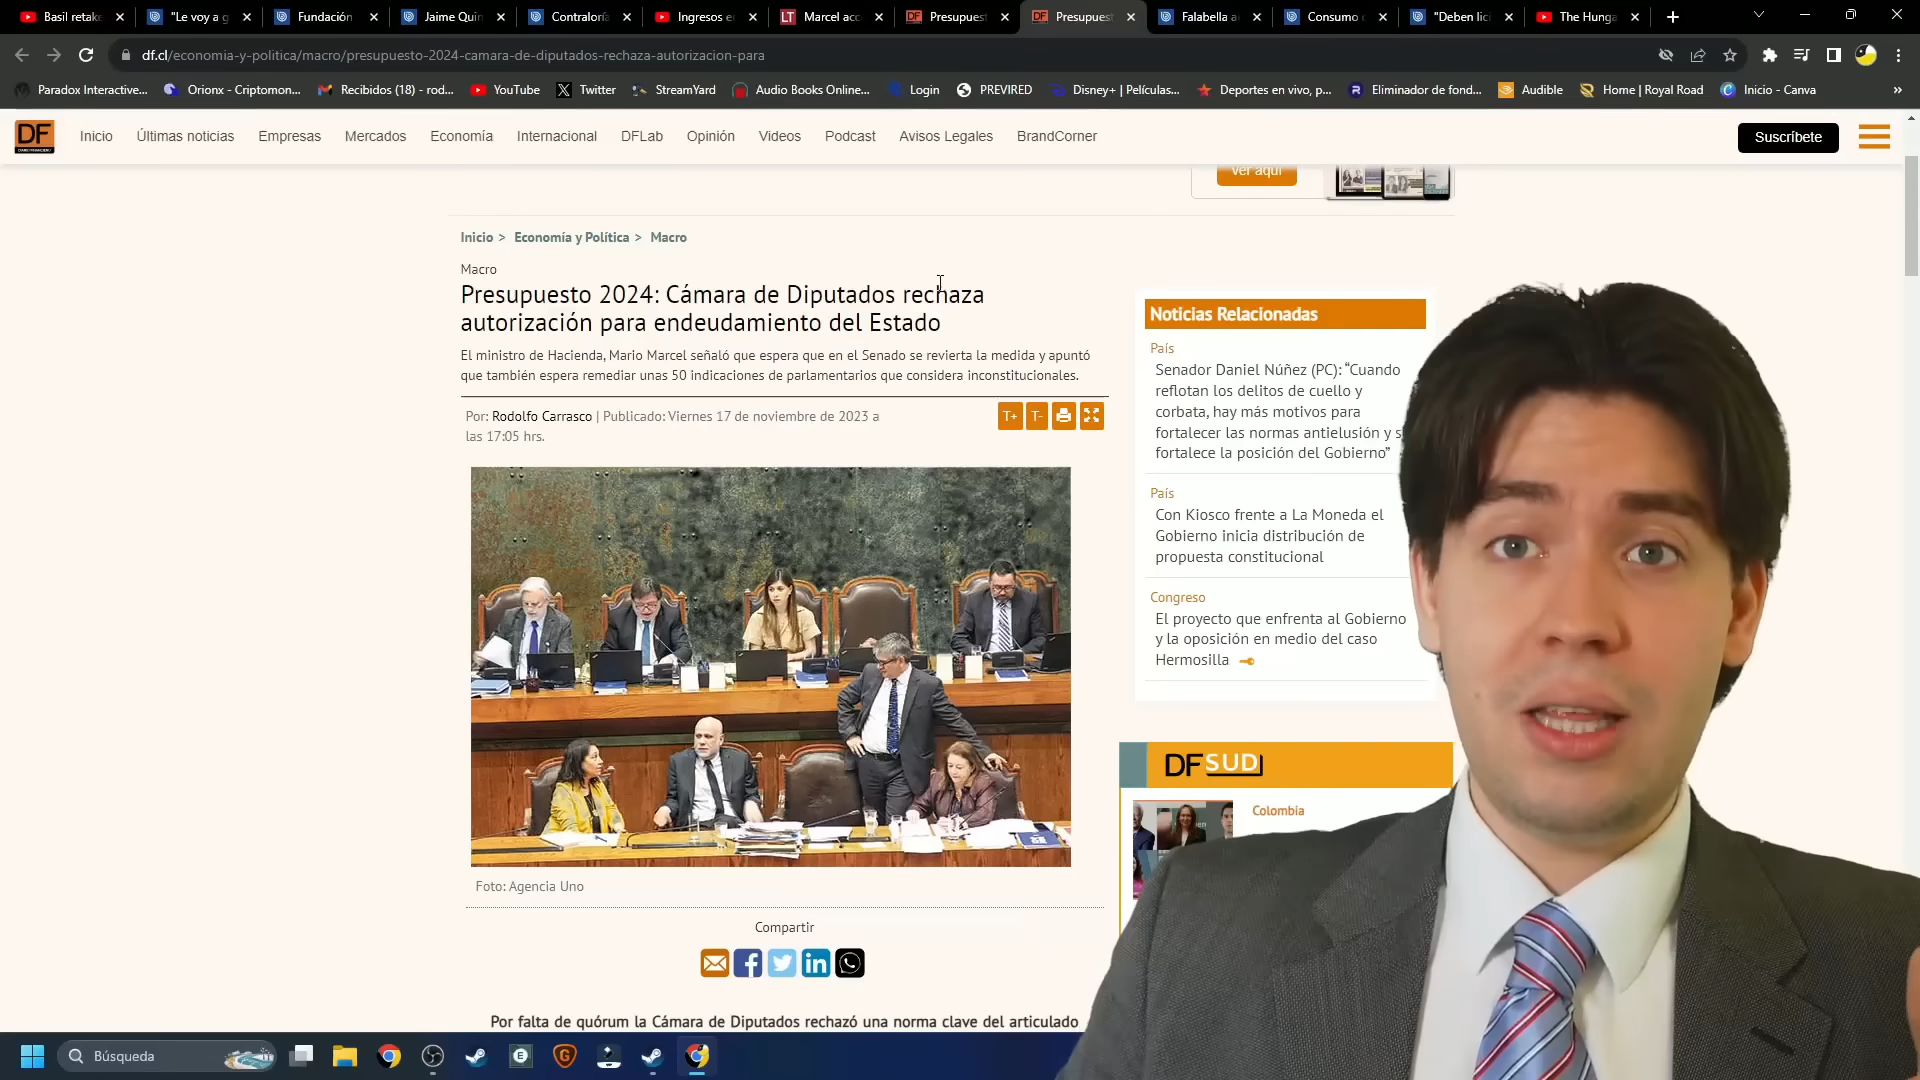 Basil retake
"Le voy a g
Fundación
Jaime Quin
Contraloría
Ingresos e
LT
Marcel acc
DF
Presupuest
DF
Presupuest
Falabella a
Consumo
"Deben lici
The Hunga
df.cl/economia-y-politica/macro/presupuesto-2024-camara-de-diputados-rechaza-autorizacion-para
Paradox Interactive...
Orionx - Criptomon...
Recibidos (18) - rod...
YouTube
Twitter
StreamYard
Audio Books Online...
Login
PREVIRED
Disney+ | Películas...
Deportes en vivo, p...
Eliminador de fond...
Audible
Home | Royal Road
Inicio - Canva
»
DF
Inicio
Últimas noticias
Empresas
Mercados
Economía
Internacional
DFLab
Opinión
Videos
Podcast
Avisos Legales
BrandCorner
Suscríbete
Ver aquí
Inicio > Economía y Política > Macro
Macro
Presupuesto 2024: Cámara de Diputados rechaza
autorización para endeudamiento del Estado
El ministro de Hacienda, Mario Marcel señaló que espera que en el Senado se revierta la medida y apuntó
que también espera remediar unas 50 indicaciones de parlamentarios que considera inconstitucionales.
Por: Rodolfo Carrasco | Publicado: Viernes 17 de noviembre de 2023 a
las 17:05 hrs.
T+
T-
Foto: Agencia Uno
Compartir
Por falta de quórum la Cámara de Diputados rechazó una norma clave del articulado
Noticias Relacionadas
País
Senador Daniel Núñez (PC): "Cuando
reflotan los delitos de cuello y
corbata, hay más motivos para
fortalecer las normas antielusión y s
fortalece la posición del Gobierno"
País
Con Kiosco frente a La Moneda el
Gobierno inicia distribución de
propuesta constitucional
Congreso
El proyecto que enfrenta al Gobierno
y la oposición en medio del caso
Hermosilla
DF SUD
Colombia
Búsqueda